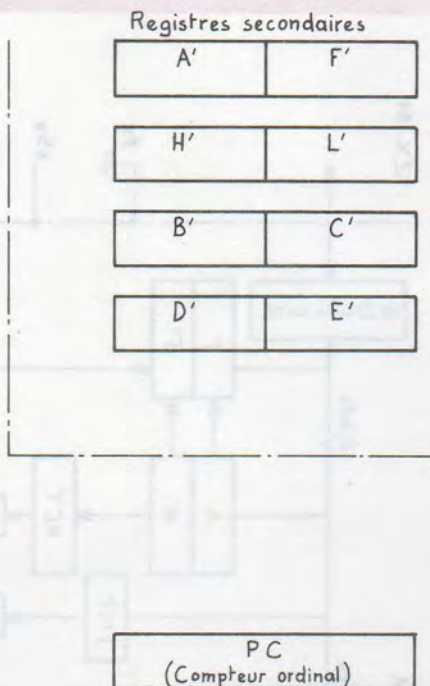 Registres secondaires
A' F'
H' L'
B' C'
D' E'
PC
(Compteur ordinal)